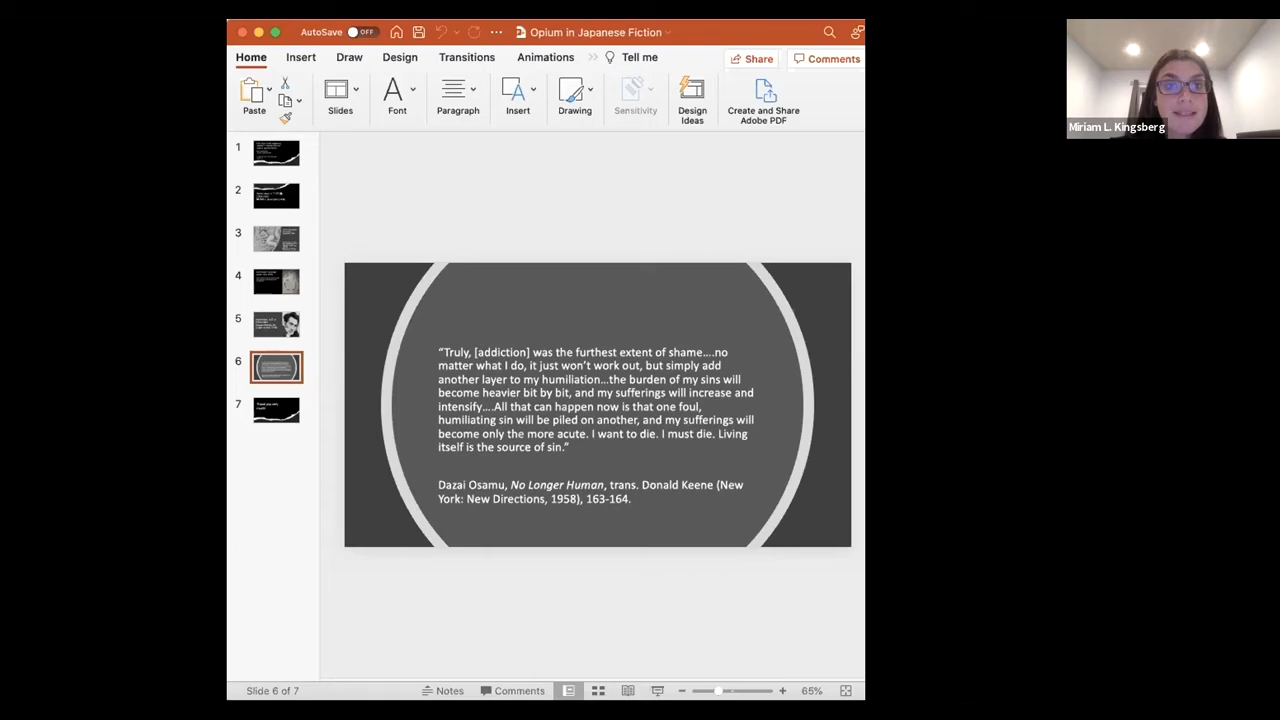 AutoSave OFF
Opium in Japanese Fiction
Home Insert Draw Design Transitions Animations Tell me
Share Comments
Paste Slides Font Paragraph Insert Drawing Sensitivity Design Ideas Create and Share Adobe PDF
1
2
3
4
5
6
7
“Truly, [addiction] was the furthest extent of shame....no
matter what I do, it just won’t work out, but simply add
another layer to my humiliation...the burden of my sins will
become heavier bit by bit, and my sufferings will increase and
intensify....All that can happen now is that one foul,
humiliating sin will be piled on another, and my sufferings will
become only the more acute. I want to die. I must die. Living
itself is the source of sin.”
Dazai Osamu, No Longer Human, trans. Donald Keene (New
York: New Directions, 1958), 163-164.
Slide 6 of 7 Notes Comments 65%
Miriam L. Kingsberg